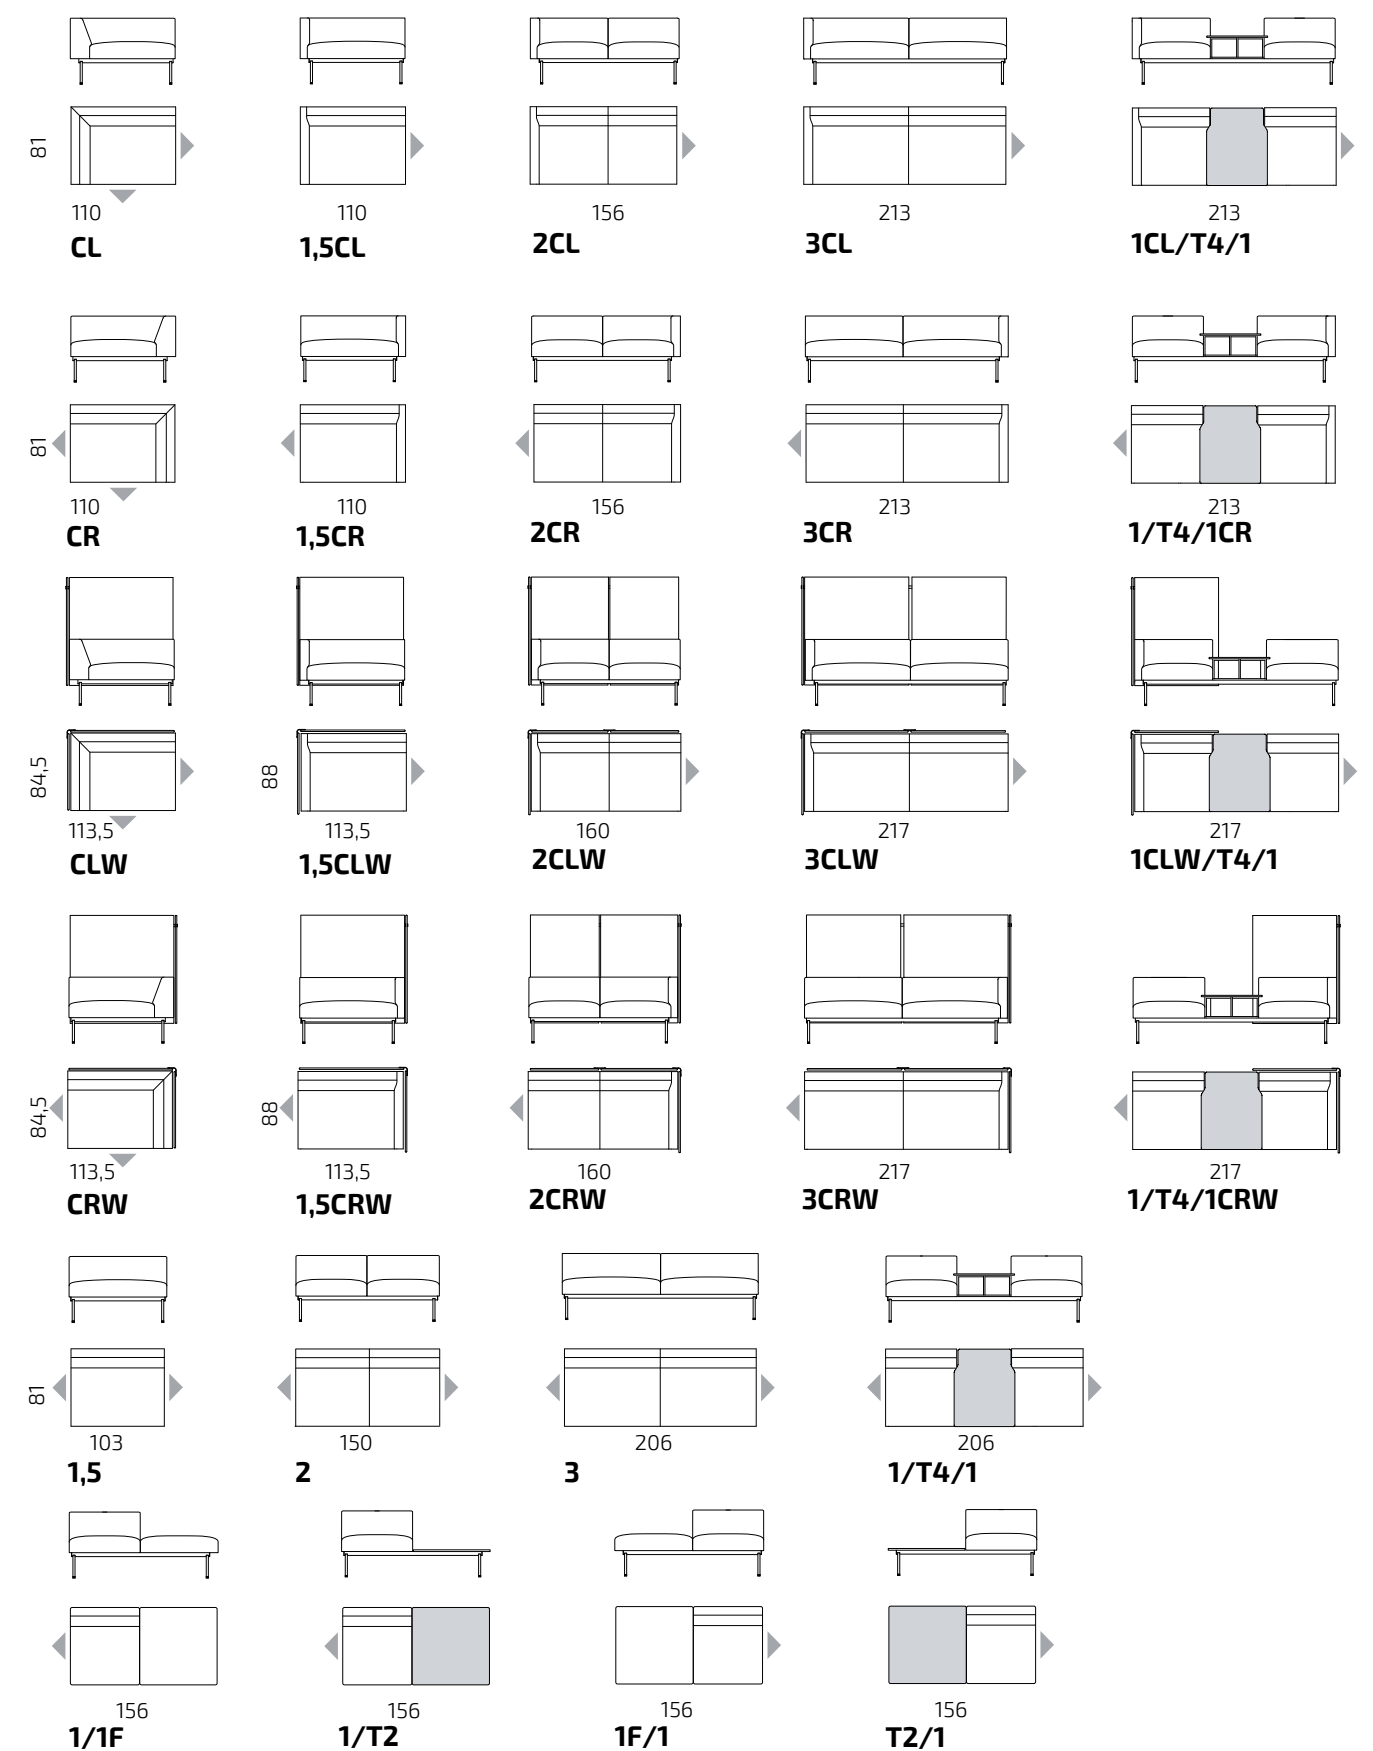 81
110 110 156 213 213
CL 1,5CL 2CL 3CL 1CL/T4/1
81
110 110 156 213 213
CR 1,5CR 2CR 3CR 1/T4/1CR
84,5 88
113,5 113,5 160 217 217
CLW 1,5CLW 2CLW 3CLW 1CLW/T4/1
84,5 88
113,5 113,5 160 217 217
CRW 1,5CRW 2CRW 3CRW 1/T4/1CRW
81
103 150 206 206
1,5 2 3 1/T4/1
156 156 156 156
1/1F 1/T2 1F/1 T2/1